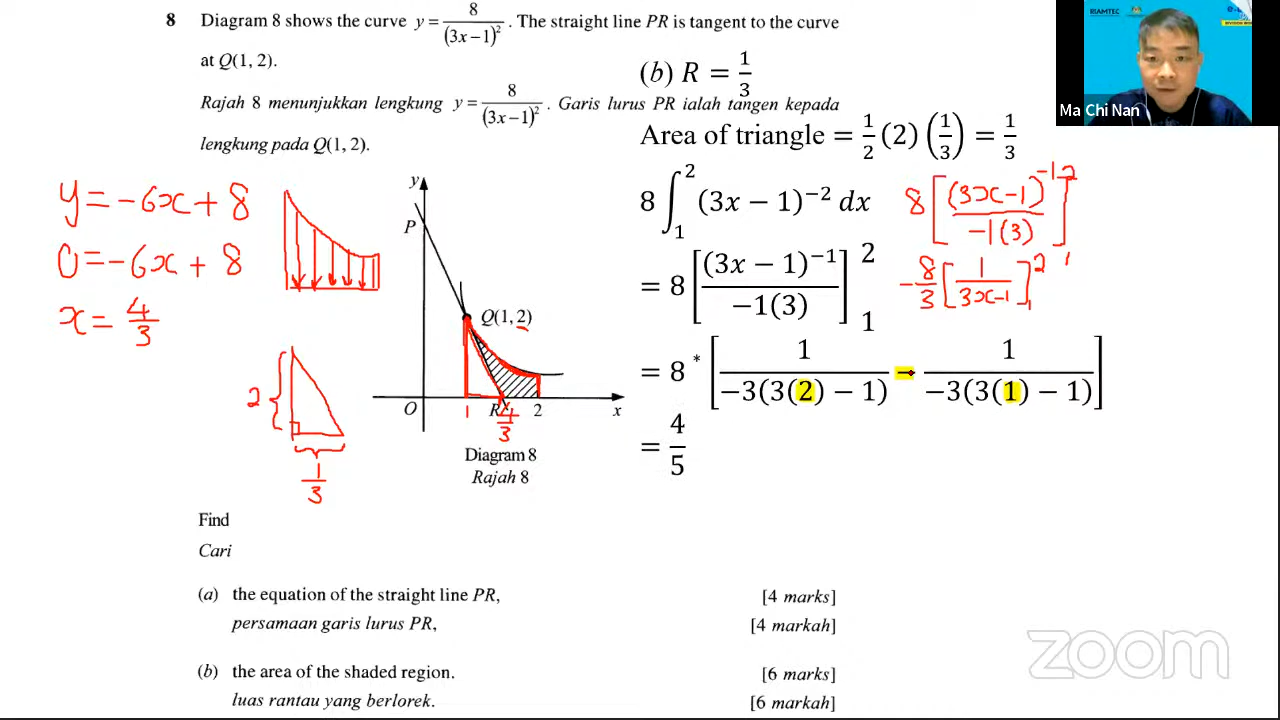 8 Diagram 8 shows the curve y = 8/(3x−1)². The straight line PR is tangent to the curve
at Q(1, 2).
Rajah 8 menunjukkan lengkung y = 8/(3x−1)². Garis lurus PR ialah tangen kepada
lengkung pada Q(1, 2).
y = -6x + 8
0 = -6x + 8
x = 4/3
2
1/3
y
P
Q(1, 2)
O
1
R
4/3
2
x
Diagram 8
Rajah 8
(b) R = 1/3
Area of triangle = 1/2 (2) (1/3) = 1/3
8 ∫₁² (3x − 1)⁻² dx
= 8 [(3x − 1)⁻¹ / −1(3)] 2 1
= 8 * [1 / −3(3(2) − 1) − 1 / −3(3(1) − 1)]
= 4/5
8 [(3x-1)⁻¹ / -1(3)] 2 1
-8/3 [1 / 3x-1] 2 1
Find
Cari
(a) the equation of the straight line PR, [4 marks]
persamaan garis lurus PR, [4 markah]
(b) the area of the shaded region. [6 marks]
luas rantau yang berlorek. [6 markah]
RIAMTEC
Ma Chi Nan
zoom